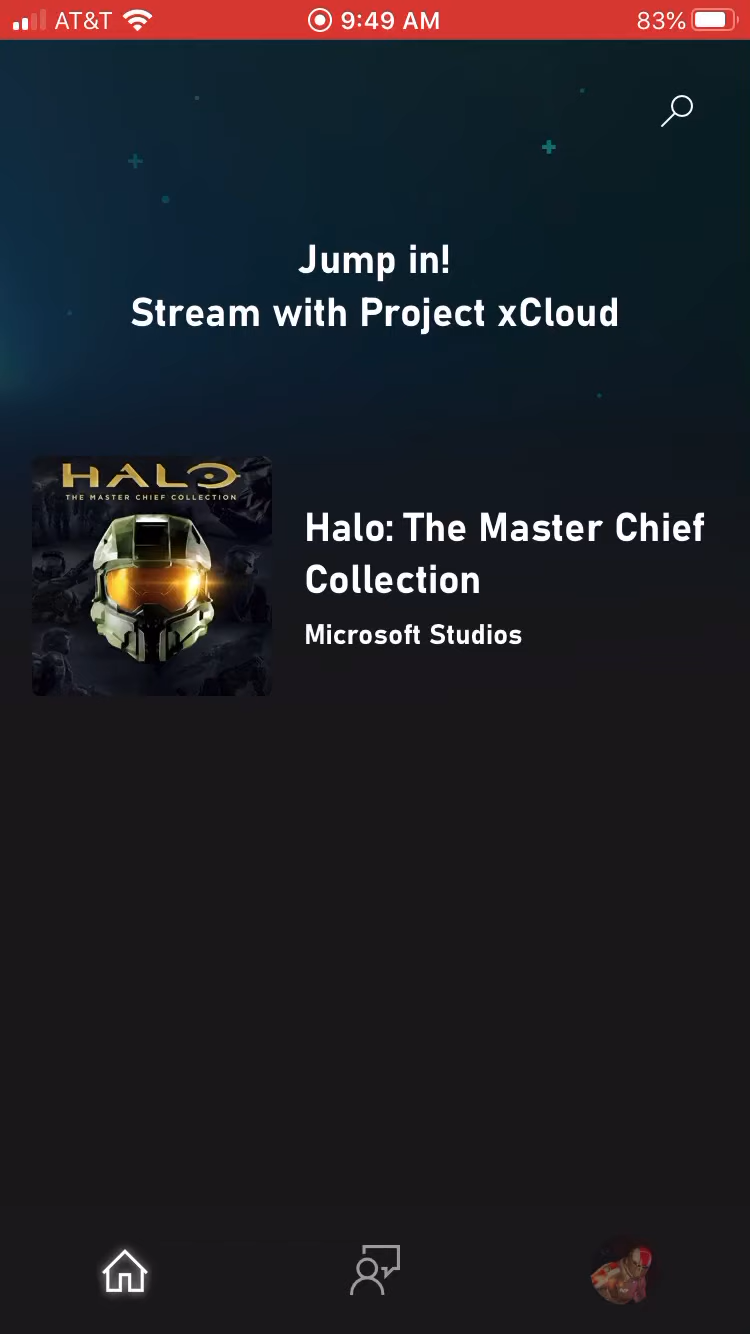 AT&T 9:49 AM 83%
Jump in!
Stream with Project xCloud
HALO
THE MASTER CHIEF COLLECTION
Halo: The Master Chief
Collection
Microsoft Studios